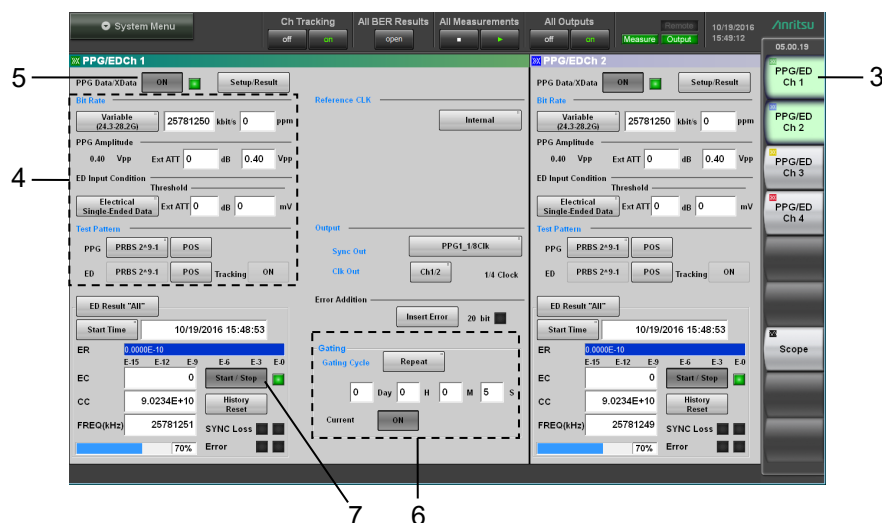 System Menu
Ch Tracking
off on
All BER Results
open
All Measurements
All Outputs
off on
Remote
Measure Output
10/19/2016
15:49:12
Anritsu
05.00.19
PPG/EDCh 1
5
PPG Data/XData ON Setup/Result
Bit Rate
Variable
(24.3-28.2G)
25781250 kbit/s 0 ppm
PPG Amplitude
0.40 Vpp Ext ATT 0 dB 0.40 Vpp
4
ED Input Condition
Threshold
Electrical
Single-Ended Data
Ext ATT 0 dB 0 mV
Test Pattern
PPG PRBS 2^9-1 POS
ED PRBS 2^9-1 POS Tracking ON
ED Result "All"
Start Time 10/19/2016 15:48:53
ER 0.0000E-10
E-15 E-12 E-9 E-6 E-3 E-0
EC 0 Start / Stop
CC 9.0234E+10 History
Reset
FREQ(kHz) 25781251 SYNC Loss
70% Error
7
Reference CLK
Internal
Output
Sync Out PPG1_1/8Clk
Clk Out Ch1/2 1/4 Clock
Error Addition
Insert Error 20 bit
Gating
Gating Cycle Repeat
0 Day 0 H 0 M 5 S
Current ON
6
PPG/EDCh 2
PPG Data/XData ON Setup/Result
Bit Rate
Variable
(24.3-28.2G)
25781250 kbit/s 0 ppm
PPG Amplitude
0.40 Vpp Ext ATT 0 dB 0.40 Vpp
ED Input Condition
Threshold
Electrical
Single-Ended Data
Ext ATT 0 dB 0 mV
Test Pattern
PPG PRBS 2^9-1 POS
ED PRBS 2^9-1 POS Tracking ON
ED Result "All"
Start Time 10/19/2016 15:48:53
ER 0.0000E-10
E-15 E-12 E-9 E-6 E-3 E-0
EC 0 Start / Stop
CC 9.0234E+10 History
Reset
FREQ(kHz) 25781249 SYNC Loss
70% Error
PPG/ED
Ch 1
3
PPG/ED
Ch 2
PPG/ED
Ch 3
PPG/ED
Ch 4
Scope